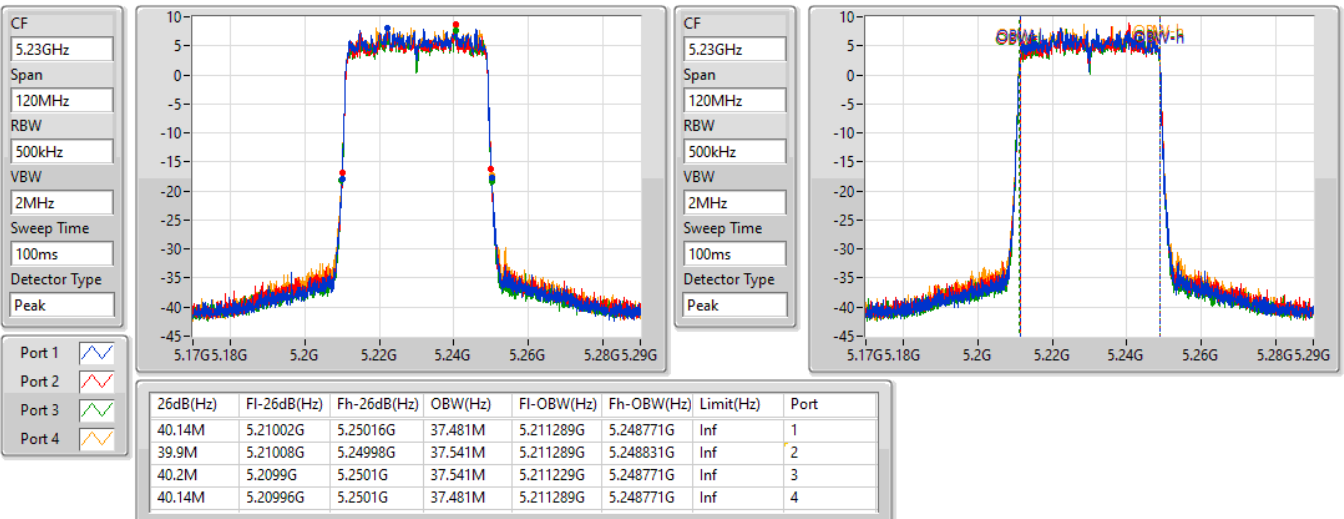 CF
5.23GHz
Span
120MHz
RBW
500kHz
VBW
2MHz
Sweep Time
100ms
Detector Type
Peak
10
5
0
-5
-10
-15
-20
-25
-30
-35
-40
-45
5.17G 5.18G 5.2G 5.22G 5.24G 5.26G 5.28G 5.29G
CF
5.23GHz
Span
120MHz
RBW
500kHz
VBW
2MHz
Sweep Time
100ms
Detector Type
Peak
10
5
0
-5
-10
-15
-20
-25
-30
-35
-40
-45
OBW-h
5.17G 5.18G 5.2G 5.22G 5.24G 5.26G 5.28G 5.29G
Port 1
Port 2
Port 3
Port 4
26dB(Hz) Fl-26dB(Hz) Fh-26dB(Hz) OBW(Hz) Fl-OBW(Hz) Fh-OBW(Hz) Limit(Hz) Port
40.14M 5.21002G 5.25016G 37.481M 5.211289G 5.248771G Inf 1
39.9M 5.21008G 5.24998G 37.541M 5.211289G 5.248831G Inf 2
40.2M 5.2099G 5.2501G 37.541M 5.211229G 5.248771G Inf 3
40.14M 5.20996G 5.2501G 37.481M 5.211289G 5.248771G Inf 4